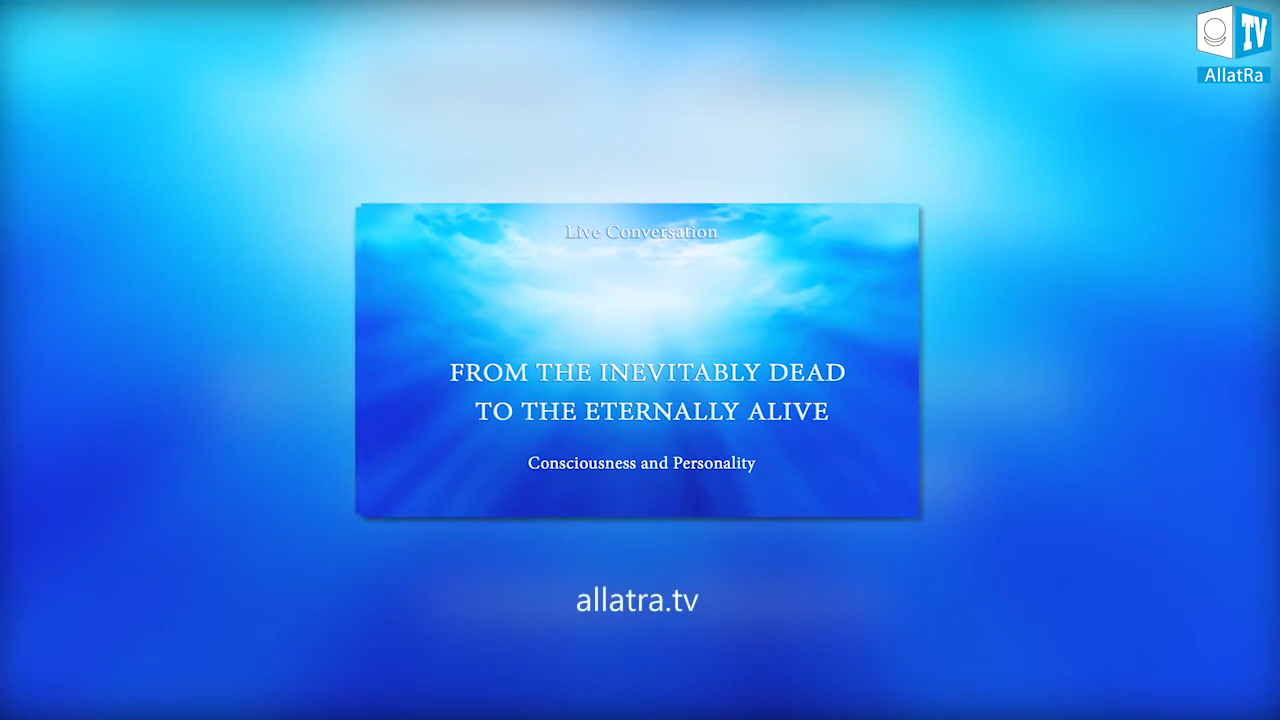 TV
AllatRa
Live Conversation
FROM THE INEVITABLY DEAD
TO THE ETERNALLY ALIVE
Consciousness and Personality
allatra.tv